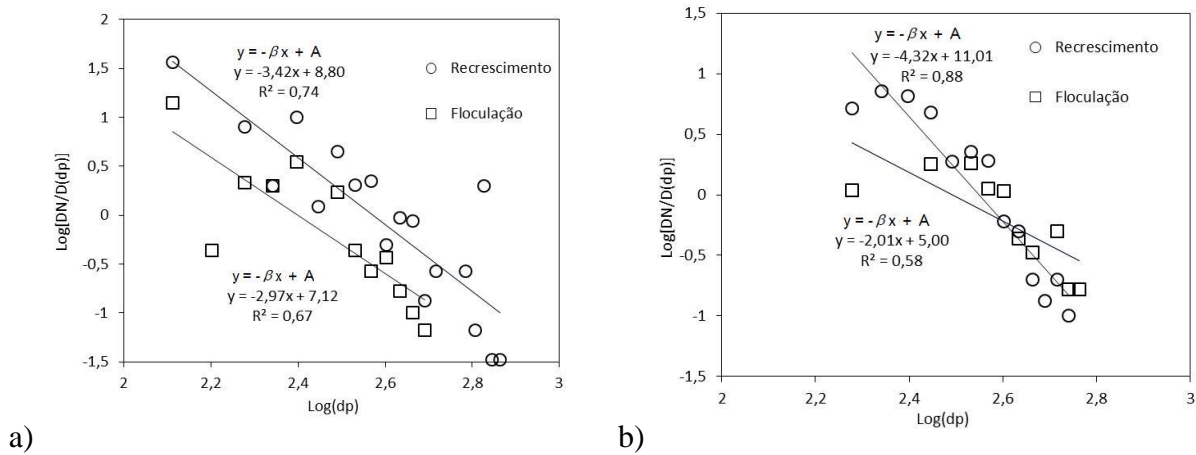 2
1,5
1
0,5
0
-0,5
-1
-1,5
Log[DN/D(dp)]
y = -βx + A
y = -3,42x + 8,80
R² = 0,74
Recrescimento
Floculação
y = -βx + A
y = -2,97x + 7,12
R² = 0,67
2 2,2 2,4 2,6 2,8 3
Log(dp)
a)
1,5
1
0,5
0
-0,5
-1
-1,5
Log[DN/D(dp)]
y = -βx + A
y = -4,32x + 11,01
R² = 0,88
Recrescimento
Floculação
y = -βx + A
y = -2,01x + 5,00
R² = 0,58
2 2,2 2,4 2,6 2,8 3
Log(dp)
b)